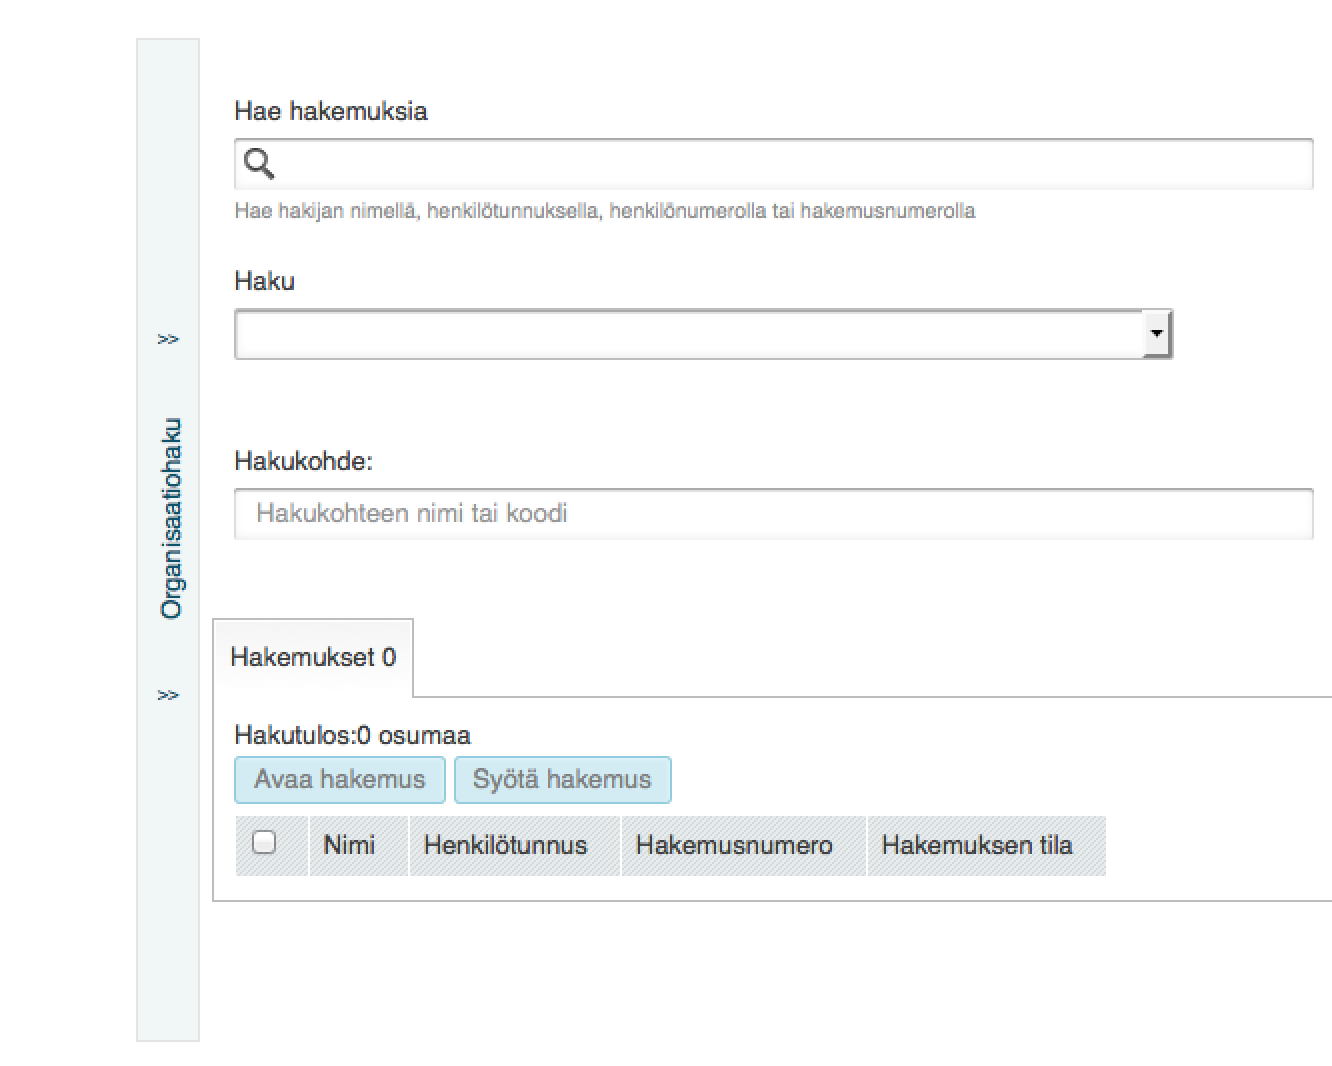 Hae hakemuksia
Hae hakijan nimellä, henkilötunnuksella, henkilönumerolla tai hakemusnumerolla
Haku
>>
Organisaatiohaku
>>
Hakukohde:
Hakukohteen nimi tai koodi
Hakemukset 0
Hakutulos:0 osumaa
Avaa hakemus Syötä hakemus
Nimi Henkilötunnus Hakemusnumero Hakemuksen tila